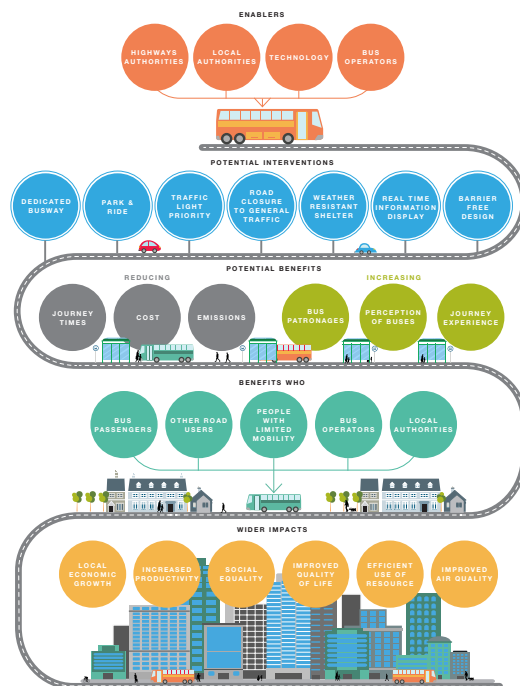 ENABLERS
HIGHWAYS
AUTHORITIES
LOCAL
AUTHORITIES
TECHNOLOGY
BUS
OPERATORS
POTENTIAL INTERVENTIONS
DEDICATED
BUSWAY
PARK &
RIDE
TRAFFIC
LIGHT
PRIORITY
ROAD
CLOSURE
TO GENERAL
TRAFFIC
WEATHER
RESISTANT
SHELTER
REAL TIME
INFORMATION
DISPLAY
BARRIER
FREE
DESIGN
POTENTIAL BENEFITS
REDUCING
INCREASING
JOURNEY
TIMES
COST
EMISSIONS
BUS
PATRONAGES
PERCEPTION
OF BUSES
JOURNEY
EXPERIENCE
BENEFITS WHO
BUS
PASSENGERS
OTHER ROAD
USERS
PEOPLE
WITH
LIMITED
MOBILITY
BUS
OPERATORS
LOCAL
AUTHORITIES
WIDER IMPACTS
LOCAL
ECONOMIC
GROWTH
INCREASED
PRODUCTIVITY
SOCIAL
EQUALITY
IMPROVED
QUALITY
OF LIFE
EFFICIENT
USE OF
RESOURCE
IMPROVED
AIR QUALITY